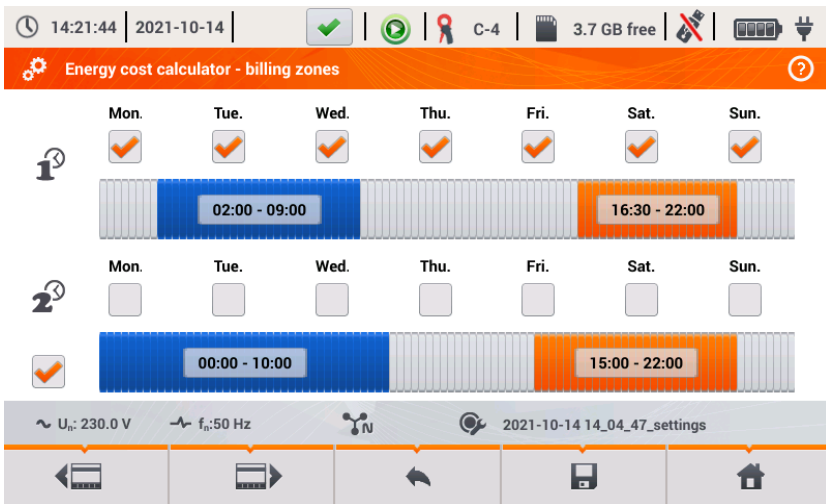 14:21:44 2021-10-14 C-4 3.7 GB free
Energy cost calculator - billing zones ?
Mon. Tue. Wed. Thu. Fri. Sat. Sun.
1
02:00 - 09:00 16:30 - 22:00
Mon. Tue. Wed. Thu. Fri. Sat. Sun.
2
00:00 - 10:00 15:00 - 22:00
Un: 230.0 V fn:50 Hz N 2021-10-14 14_04_47_settings